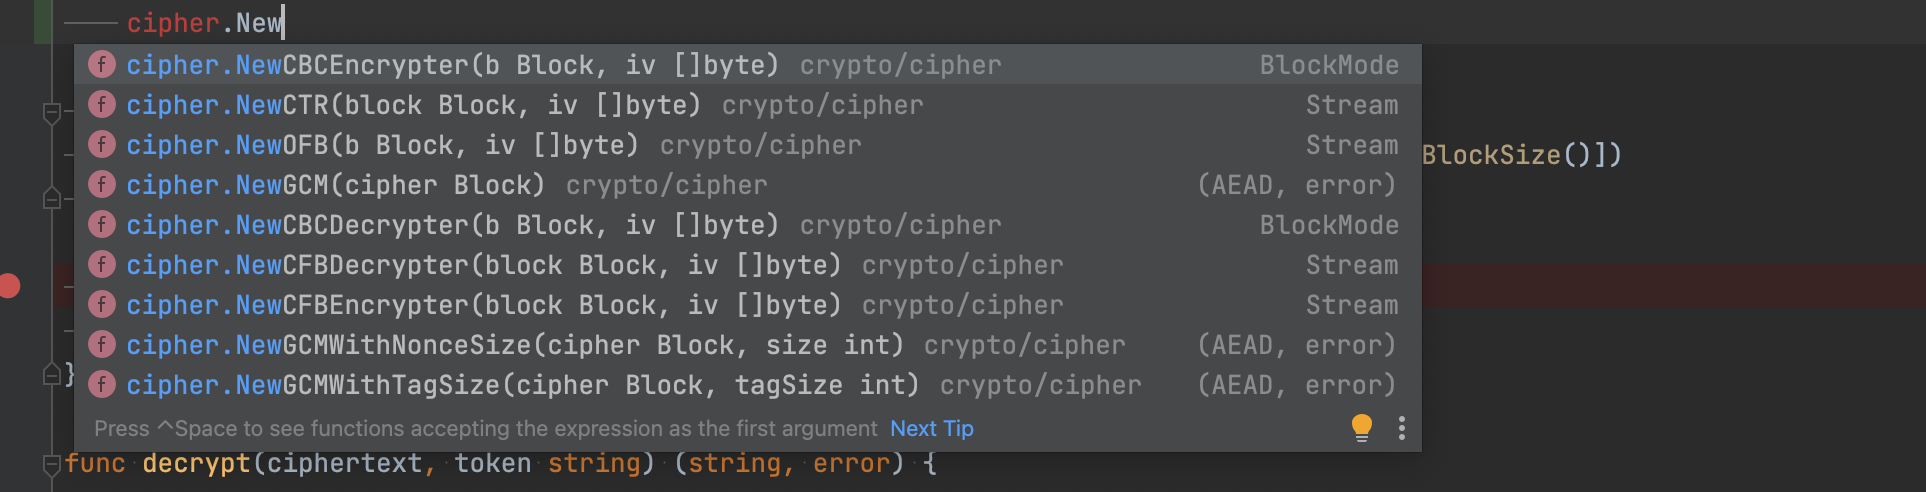 cipher.New
f cipher.NewCBCEncrypter(b Block, iv []byte) crypto/cipher BlockMode
f cipher.NewCTR(block Block, iv []byte) crypto/cipher Stream
f cipher.NewOFB(b Block, iv []byte) crypto/cipher Stream
BlockSize()])
f cipher.NewGCM(cipher Block) crypto/cipher (AEAD, error)
f cipher.NewCBCDecrypter(b Block, iv []byte) crypto/cipher BlockMode
f cipher.NewCFBDecrypter(block Block, iv []byte) crypto/cipher Stream
f cipher.NewCFBEncrypter(block Block, iv []byte) crypto/cipher Stream
f cipher.NewGCMWithNonceSize(cipher Block, size int) crypto/cipher (AEAD, error)
}
f cipher.NewGCMWithTagSize(cipher Block, tagSize int) crypto/cipher (AEAD, error)
Press ^Space to see functions accepting the expression as the first argument Next Tip
func decrypt(ciphertext, token string) (string, error) {